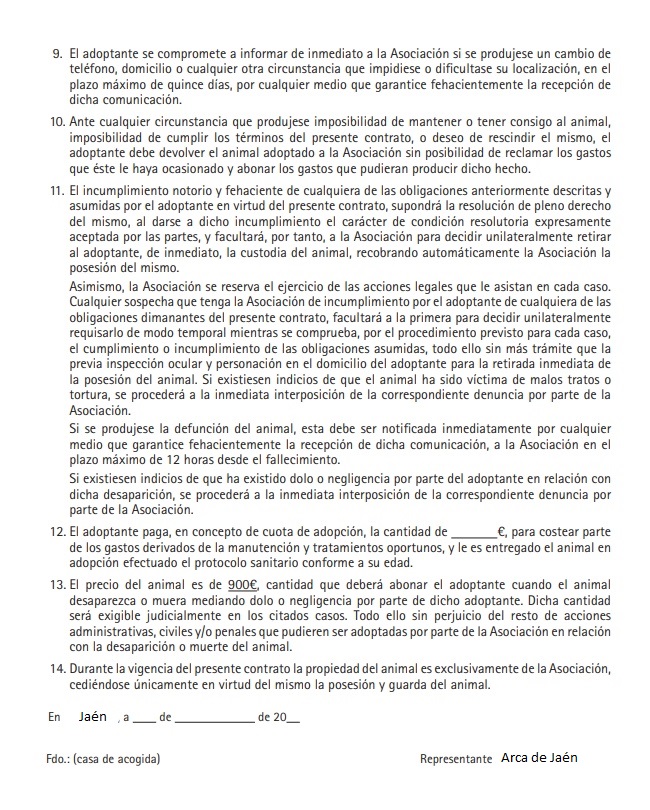 9. El adoptante se compromete a informar de inmediato a la Asociación si se produjese un cambio de
teléfono, domicilio o cualquier otra circunstancia que impidiese o dificultase su localización, en el
plazo máximo de quince días, por cualquier medio que garantice fehacientemente la recepción de
dicha comunicación.
10. Ante cualquier circunstancia que produjese imposibilidad de mantener o tener consigo al animal,
imposibilidad de cumplir los términos del presente contrato, o deseo de rescindir el mismo, el
adoptante debe devolver el animal adoptado a la Asociación sin posibilidad de reclamar los gastos
que éste le haya ocasionado y abonar los gastos que pudieran producir dicho hecho.
11. El incumplimiento notorio y fehaciente de cualquiera de las obligaciones anteriormente descritas y
asumidas por el adoptante en virtud del presente contrato, supondrá la resolución de pleno derecho
del mismo, al darse a dicho incumplimiento el carácter de condición resolutoria expresamente
aceptada por las partes, y facultará, por tanto, a la Asociación para decidir unilateralmente retirar
al adoptante, de inmediato, la custodia del animal, recobrando automáticamente la Asociación la
posesión del mismo.
Asimismo, la Asociación se reserva el ejercicio de las acciones legales que le asistan en cada caso.
Cualquier sospecha que tenga la Asociación de incumplimiento por el adoptante de cualquiera de las
obligaciones dimanantes del presente contrato, facultará a la primera para decidir unilateralmente
requisarlo de modo temporal mientras se comprueba, por el procedimiento previsto para cada caso,
el cumplimiento o incumplimiento de las obligaciones asumidas, todo ello sin más trámite que la
previa inspección ocular y personación en el domicilio del adoptante para la retirada inmediata de
la posesión del animal. Si existiesen indicios de que el animal ha sido víctima de malos tratos o
tortura, se procederá a la inmediata interposición de la correspondiente denuncia por parte de la
Asociación.
Si se produjese la defunción del animal, esta debe ser notificada inmediatamente por cualquier
medio que garantice fehacientemente la recepción de dicha comunicación, a la Asociación en el
plazo máximo de 12 horas desde el fallecimiento.
Si existiesen indicios de que ha existido dolo o negligencia por parte del adoptante en relación con
dicha desaparición, se procederá a la inmediata interposición de la correspondiente denuncia por
parte de la Asociación.
12. El adoptante paga, en concepto de cuota de adopción, la cantidad de _______€, para costear parte
de los gastos derivados de la manutención y tratamientos oportunos, y le es entregado el animal en
adopción efectuado el protocolo sanitario conforme a su edad.
13. El precio del animal es de 900€, cantidad que deberá abonar el adoptante cuando el animal
desaparezca o muera mediando dolo o negligencia por parte de dicho adoptante. Dicha cantidad
será exigible judicialmente en los citados casos. Todo ello sin perjuicio del resto de acciones
administrativas, civiles y/o penales que pudieren ser adoptadas por parte de la Asociación en relación
con la desaparición o muerte del animal.
14. Durante la vigencia del presente contrato la propiedad del animal es exclusivamente de la Asociación,
cediéndose únicamente en virtud del mismo la posesión y guarda del animal.
En Jaén , a ____ de ____________ de 20__
Fdo.: (casa de acogida) Representante Arca de Jaén